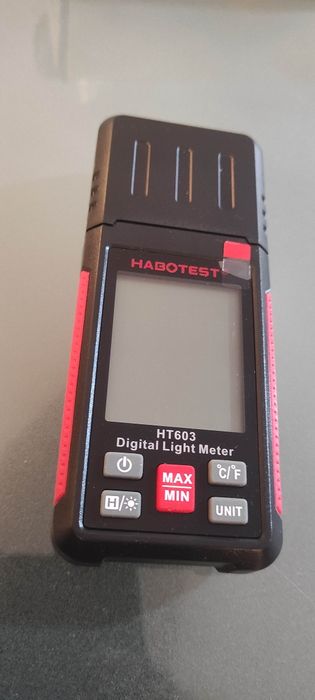 HABOTEST
HT603
Digital Light Meter
°C/°F
MAX
MIN
H/☀
UNIT